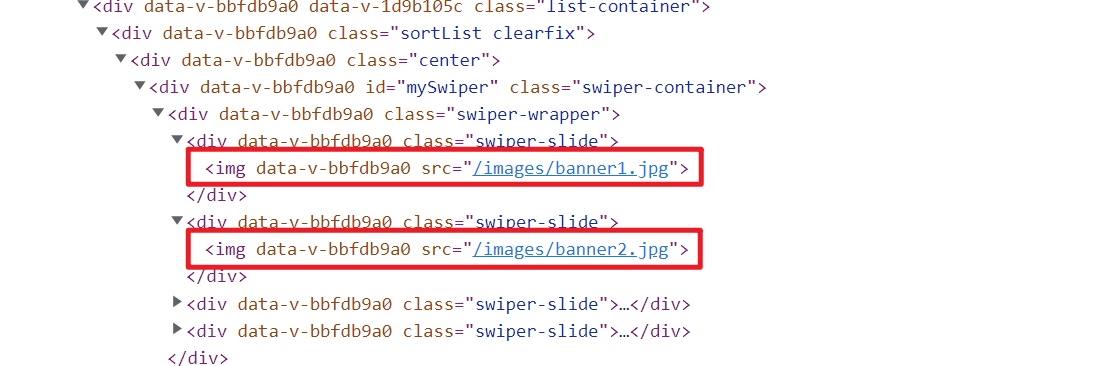 ▼<div data-v-bbfdb9a0 data-v-1d9b105c class="list-container">
▼<div data-v-bbfdb9a0 class="sortList clearfix">
▼<div data-v-bbfdb9a0 class="center">
▼<div data-v-bbfdb9a0 id="mySwiper" class="swiper-container">
▼<div data-v-bbfdb9a0 class="swiper-wrapper">
▼<div data-v-bbfdb9a0 class="swiper-slide">
<img data-v-bbfdb9a0 src="/images/banner1.jpg">
</div>
▼<div data-v-bbfdb9a0 class="swiper-slide">
<img data-v-bbfdb9a0 src="/images/banner2.jpg">
</div>
▶<div data-v-bbfdb9a0 class="swiper-slide">…</div>
▶<div data-v-bbfdb9a0 class="swiper-slide">…</div>
</div>